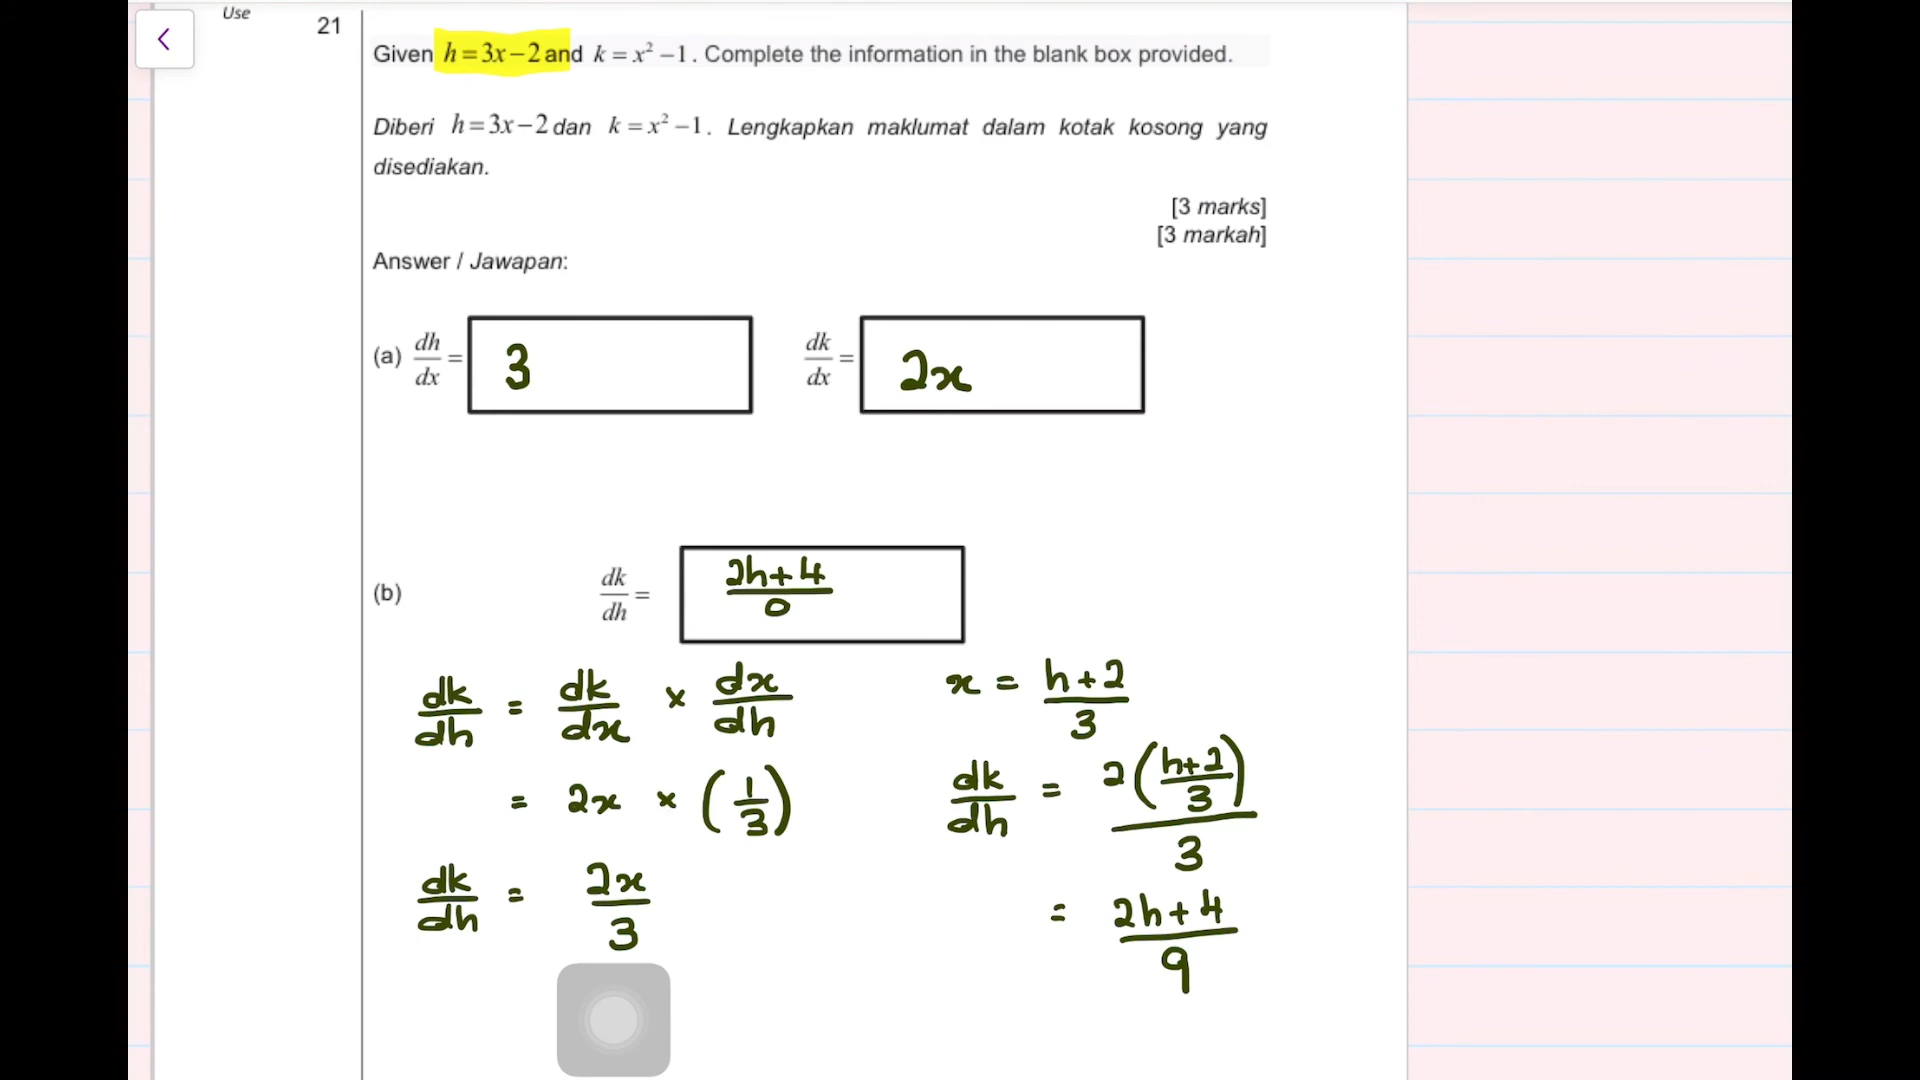 Use
21
Given h = 3x − 2 and k = x² − 1. Complete the information in the blank box provided.
Diberi h = 3x − 2 dan k = x² − 1. Lengkapkan maklumat dalam kotak kosong yang
disediakan.
[3 marks]
[3 markah]
Answer / Jawapan:
(a) dh/dx = 3 dk/dx = 2x
(b) dk/dh = (2h+4)/0
dk/dh = dk/dx × dx/dh
= 2x × (1/3)
dk/dh = 2x/3
x = (h+2)/3
dk/dh = 2((h+2)/3)/3
= (2h+4)/9